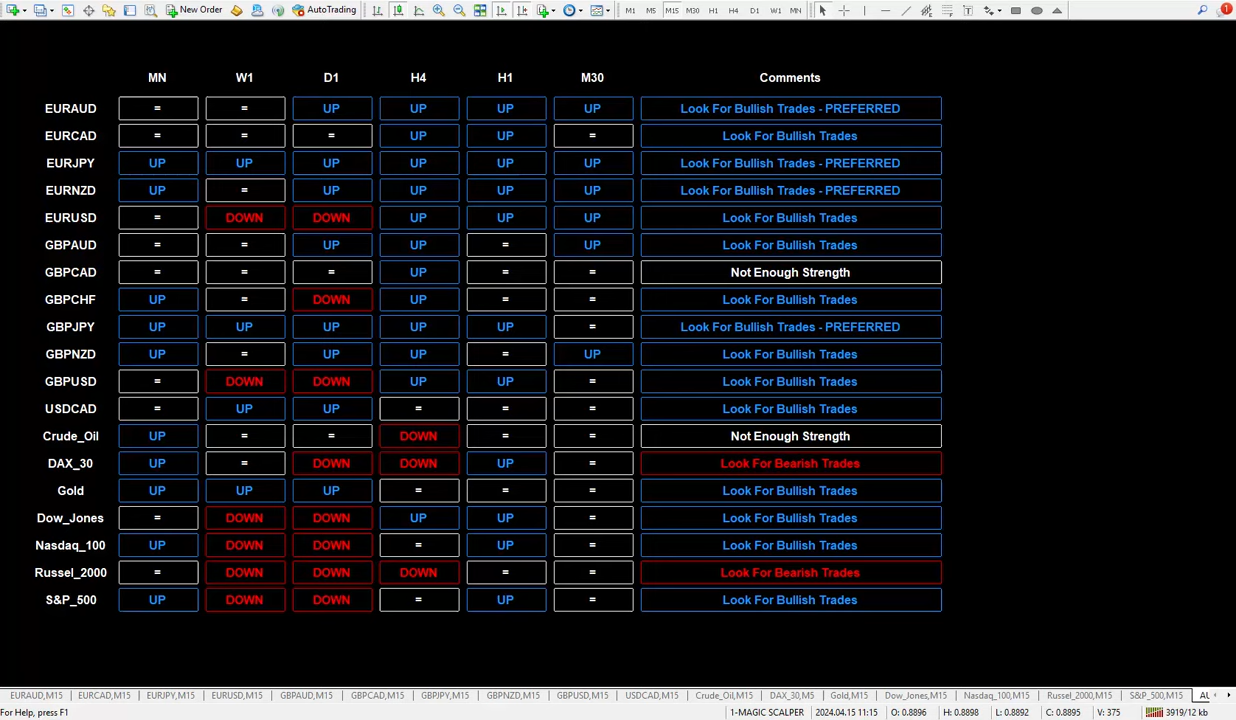 New Order AutoTrading M1 M5 M15 M30 H1 H4 D1 W1 MN 1
MN W1 D1 H4 H1 M30 Comments
EURAUD = = UP UP UP UP Look For Bullish Trades - PREFERRED
EURCAD = = = UP UP = Look For Bullish Trades
EURJPY UP UP UP UP UP UP Look For Bullish Trades - PREFERRED
EURNZD UP = UP UP UP UP Look For Bullish Trades - PREFERRED
EURUSD = DOWN DOWN UP UP UP Look For Bullish Trades
GBPAUD = = UP UP = UP Look For Bullish Trades
GBPCAD = = = UP = = Not Enough Strength
GBPCHF UP = DOWN UP = = Look For Bullish Trades
GBPJPY UP UP UP UP UP = Look For Bullish Trades - PREFERRED
GBPNZD UP = UP UP = UP Look For Bullish Trades
GBPUSD = DOWN DOWN UP UP = Look For Bullish Trades
USDCAD = UP UP = = = Look For Bullish Trades
Crude_Oil UP = = DOWN = = Not Enough Strength
DAX_30 UP = DOWN DOWN UP = Look For Bearish Trades
Gold UP UP UP = = = Look For Bullish Trades
Dow_Jones = DOWN DOWN UP UP = Look For Bullish Trades
Nasdaq_100 UP DOWN DOWN = UP = Look For Bullish Trades
Russel_2000 = DOWN DOWN DOWN = = Look For Bearish Trades
S&P_500 UP DOWN DOWN = UP = Look For Bullish Trades
EURAUD,M15 EURCAD,M15 EURJPY,M15 EURUSD,M15 GBPAUD,M15 GBPCAD,M15 GBPJPY,M15 GBPNZD,M15 GBPUSD,M15 USDCAD,M15 Crude_Oil,M15 DAX_30,M5 Gold,M15 Dow_Jones,M15 Nasdaq_100,M15 Russel_2000,M15 S&P_500,M15 AU
For Help, press F1 1-MAGIC SCALPER 2024.04.15 11:15 O: 0.8896 H: 0.8898 L: 0.8892 C: 0.8895 V: 375 3919/12 kb